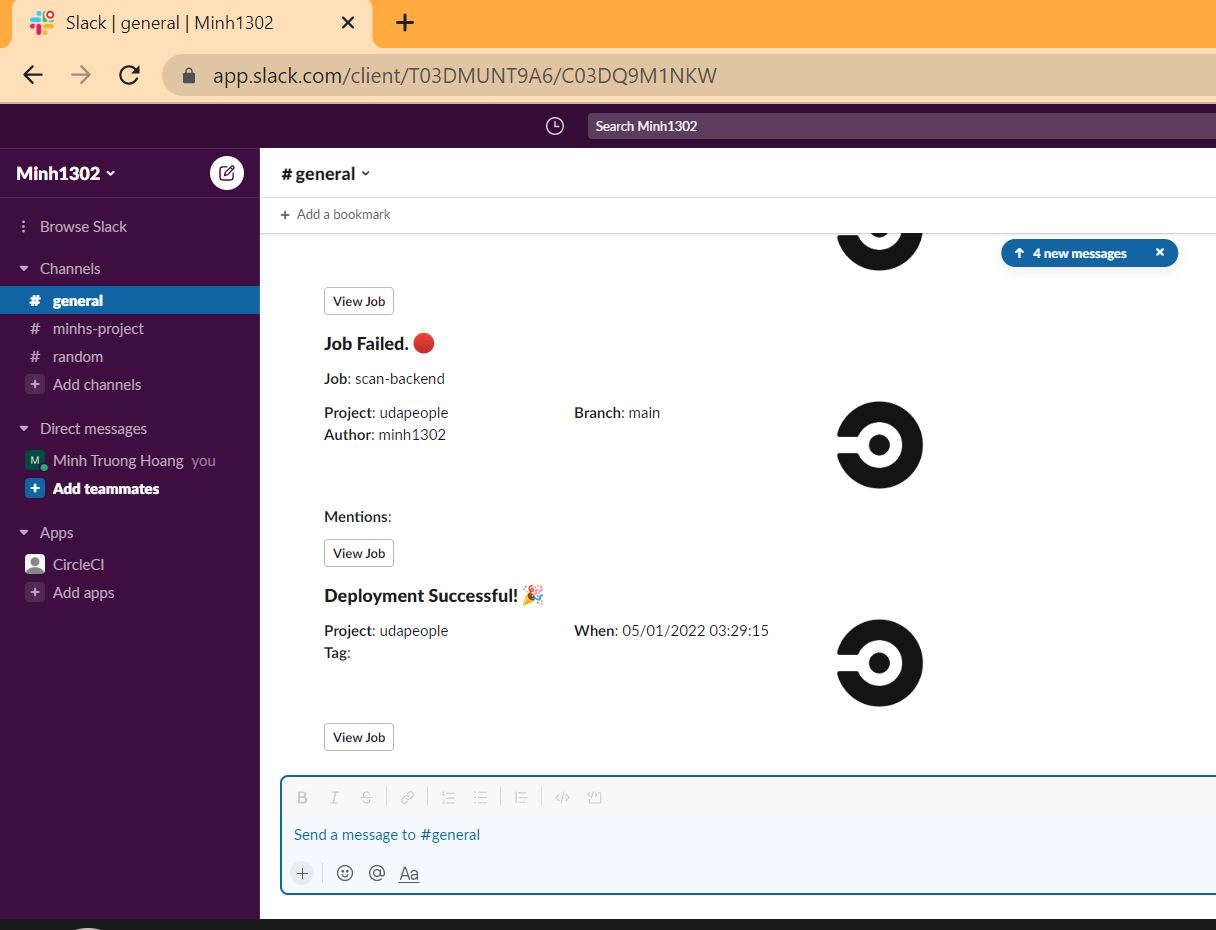 Slack | general | Minh1302
app.slack.com/client/T03DMUNT9A6/C03DQ9M1NKW
Search Minh1302
Minh1302
# general
Add a bookmark
Browse Slack
Channels
# general
# minhs-project
# random
+ Add channels
Direct messages
M Minh Truong Hoang you
+ Add teammates
Apps
CircleCI
+ Add apps
4 new messages
View Job
Job Failed.
Job: scan-backend
Project: udapeople Branch: main
Author: minh1302
Mentions:
View Job
Deployment Successful! 🎉
Project: udapeople When: 05/01/2022 03:29:15
Tag:
View Job
B I S
Send a message to #general
+ @ Aa